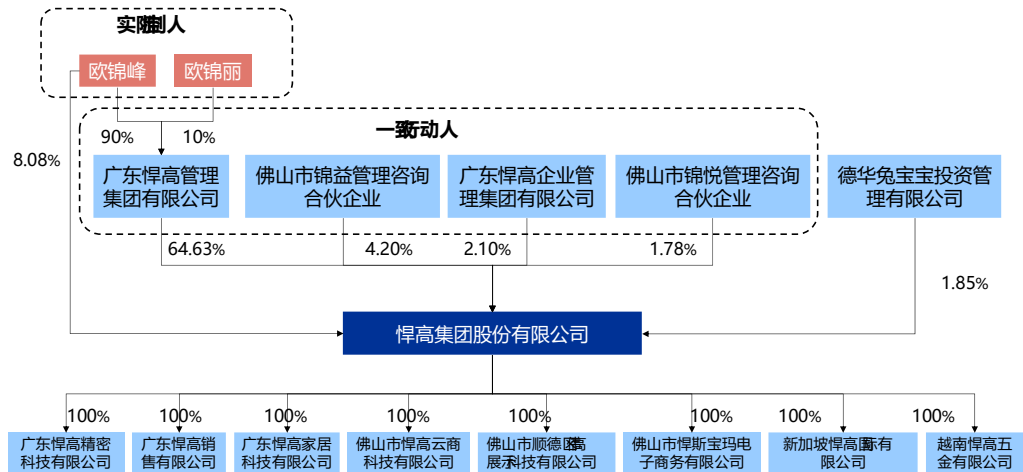 实际控制人
欧锦峰
欧锦丽
一致行动人
90%
10%
8.08%
广东悍高管理
集团有限公司
佛山市锦益管理咨询
合伙企业
广东悍高企业管
理集团有限公司
佛山市锦悦管理咨询
合伙企业
德华兔宝宝投资管
理有限公司
64.63%
4.20%
2.10%
1.78%
1.85%
悍高集团股份有限公司
100%
100%
100%
100%
100%
100%
100%
100%
广东悍高精密
科技有限公司
广东悍高销
售有限公司
广东悍高家居
科技有限公司
佛山市悍高云商
科技有限公司
佛山市顺德区悍高
展示科技有限公司
佛山市悍斯宝玛电
子商务有限公司
新加坡悍高国际有
限公司
越南悍高五
金有限公司